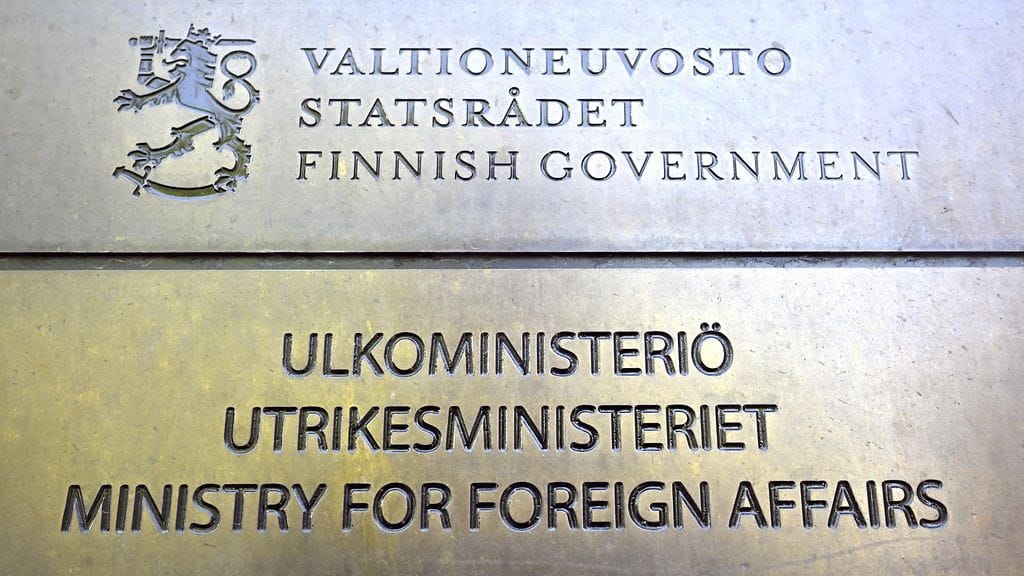 VALTIONEUVOSTO
STATSRÅDET
FINNISH GOVERNMENT
ULKOMINISTERIÖ
UTRIKESMINISTERIET
MINISTRY FOR FOREIGN AFFAIRS